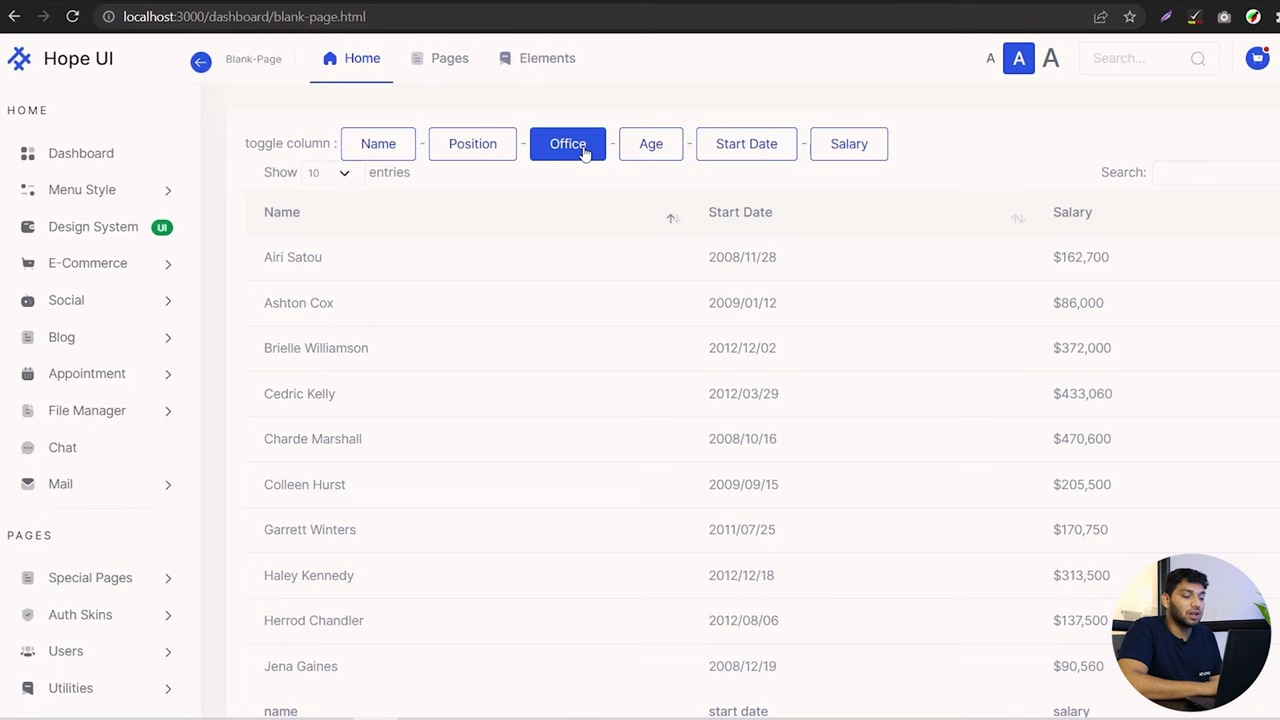 localhost:3000/dashboard/blank-page.html
Hope UI
Blank-Page
Home
Pages
Elements
A A A
Search...
HOME
Dashboard
Menu Style
Design System UI
E-Commerce
Social
Blog
Appointment
File Manager
Chat
Mail
PAGES
Special Pages
Auth Skins
Users
Utilities
toggle column : Name - Position - Office - Age - Start Date - Salary
Show 10 entries
Search:
Name Start Date Salary
Airi Satou 2008/11/28 $162,700
Ashton Cox 2009/01/12 $86,000
Brielle Williamson 2012/12/02 $372,000
Cedric Kelly 2012/03/29 $433,060
Charde Marshall 2008/10/16 $470,600
Colleen Hurst 2009/09/15 $205,500
Garrett Winters 2011/07/25 $170,750
Haley Kennedy 2012/12/18 $313,500
Herrod Chandler 2012/08/06 $137,500
Jena Gaines 2008/12/19 $90,560
name start date salary